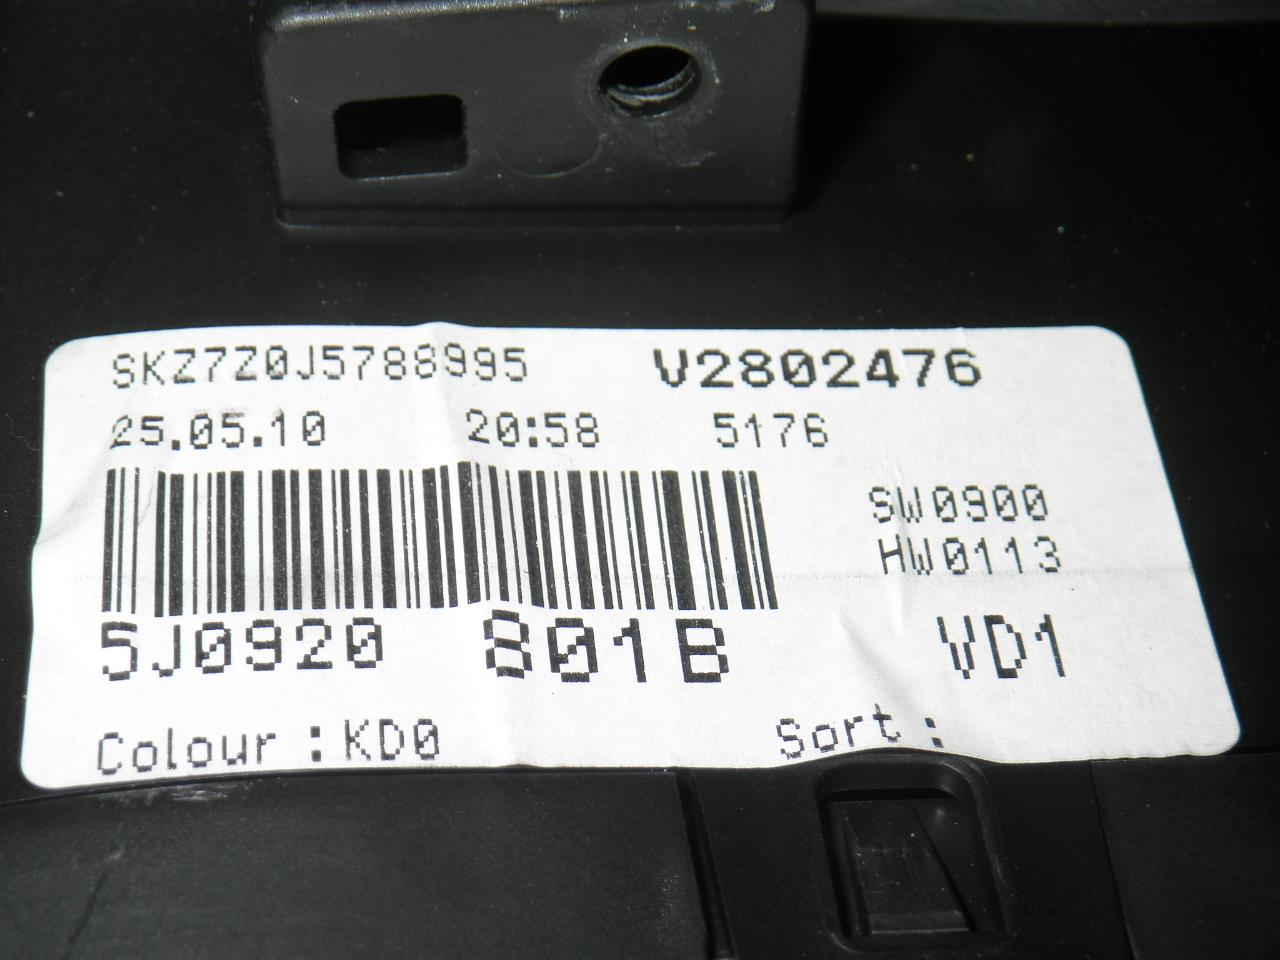 SKZ7Z0J5788995 V2802476
25.05.10 20:58 5176
SW0900
HW0113
5J0920 801B VD1
Colour :KD0 Sort :